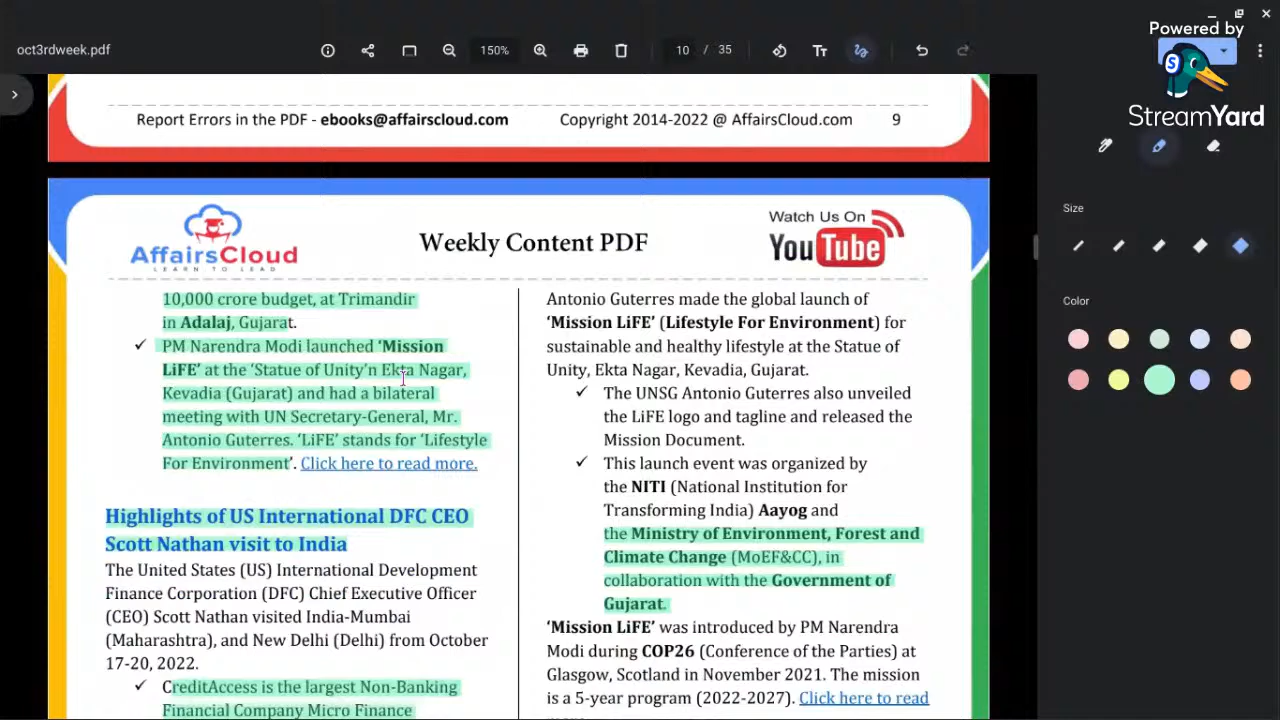 oct3rdweek.pdf
150%
10 / 35
Powered by
S
StreamYard
Report Errors in the PDF - ebooks@affairscloud.com Copyright 2014-2022 @ AffairsCloud.com 9
AffairsCloud
LEARN TO LEAD
Weekly Content PDF
Watch Us On
YouTube
10,000 crore budget, at Trimandir
in Adalaj, Gujarat.
✓ PM Narendra Modi launched ‘Mission
LiFE’ at the ‘Statue of Unity’n Ekta Nagar,
Kevadia (Gujarat) and had a bilateral
meeting with UN Secretary-General, Mr.
Antonio Guterres. ‘LiFE’ stands for ‘Lifestyle
For Environment’. Click here to read more.
Highlights of US International DFC CEO
Scott Nathan visit to India
The United States (US) International Development
Finance Corporation (DFC) Chief Executive Officer
(CEO) Scott Nathan visited India-Mumbai
(Maharashtra), and New Delhi (Delhi) from October
17-20, 2022.
✓ CreditAccess is the largest Non-Banking
Financial Company Micro Finance
Antonio Guterres made the global launch of
‘Mission LiFE’ (Lifestyle For Environment) for
sustainable and healthy lifestyle at the Statue of
Unity, Ekta Nagar, Kevadia, Gujarat.
✓ The UNSG Antonio Guterres also unveiled
the LiFE logo and tagline and released the
Mission Document.
✓ This launch event was organized by
the NITI (National Institution for
Transforming India) Aayog and
the Ministry of Environment, Forest and
Climate Change (MoEF&CC), in
collaboration with the Government of
Gujarat.
‘Mission LiFE’ was introduced by PM Narendra
Modi during COP26 (Conference of the Parties) at
Glasgow, Scotland in November 2021. The mission
is a 5-year program (2022-2027). Click here to read
Size
Color